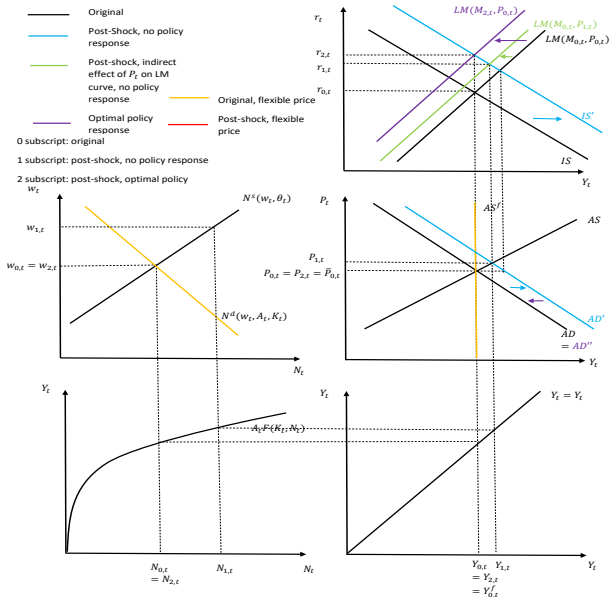 Original
Post-Shock, no policy
response
Post-shock, indirect
effect of P_t on LM
curve, no policy
response
Original, flexible price
Optimal policy
response
Post-shock, flexible
price
0 subscript: original
1 subscript: post-shock, no policy response
2 subscript: post-shock, optimal policy
r_t
LM(M_{2,t}, P_{0,t})
LM(M_{0,t}, P_{1,t})
LM(M_{0,t}, P_{0,t})
r_{2,t}
r_{1,t}
r_{0,t}
IS'
IS
Y_t
w_t
N^s(w_t, θ_t)
w_{1,t}
w_{0,t} = w_{2,t}
N^d(w_t, A_t, K_t)
N_t
P_t
AS^f
AS
P_{1,t}
P_{0,t} = P_{2,t} = P̄_{0,t}
AD'
AD
= AD''
Y_t
Y_t
A_tF(K_t, N_t)
N_{0,t}
= N_{2,t}
N_{1,t}
N_t
Y_t
Y_t = Y_t
Y_{0,t}
= Y_{2,t}
= Y^f_{0,t}
Y_{1,t}
Y_t